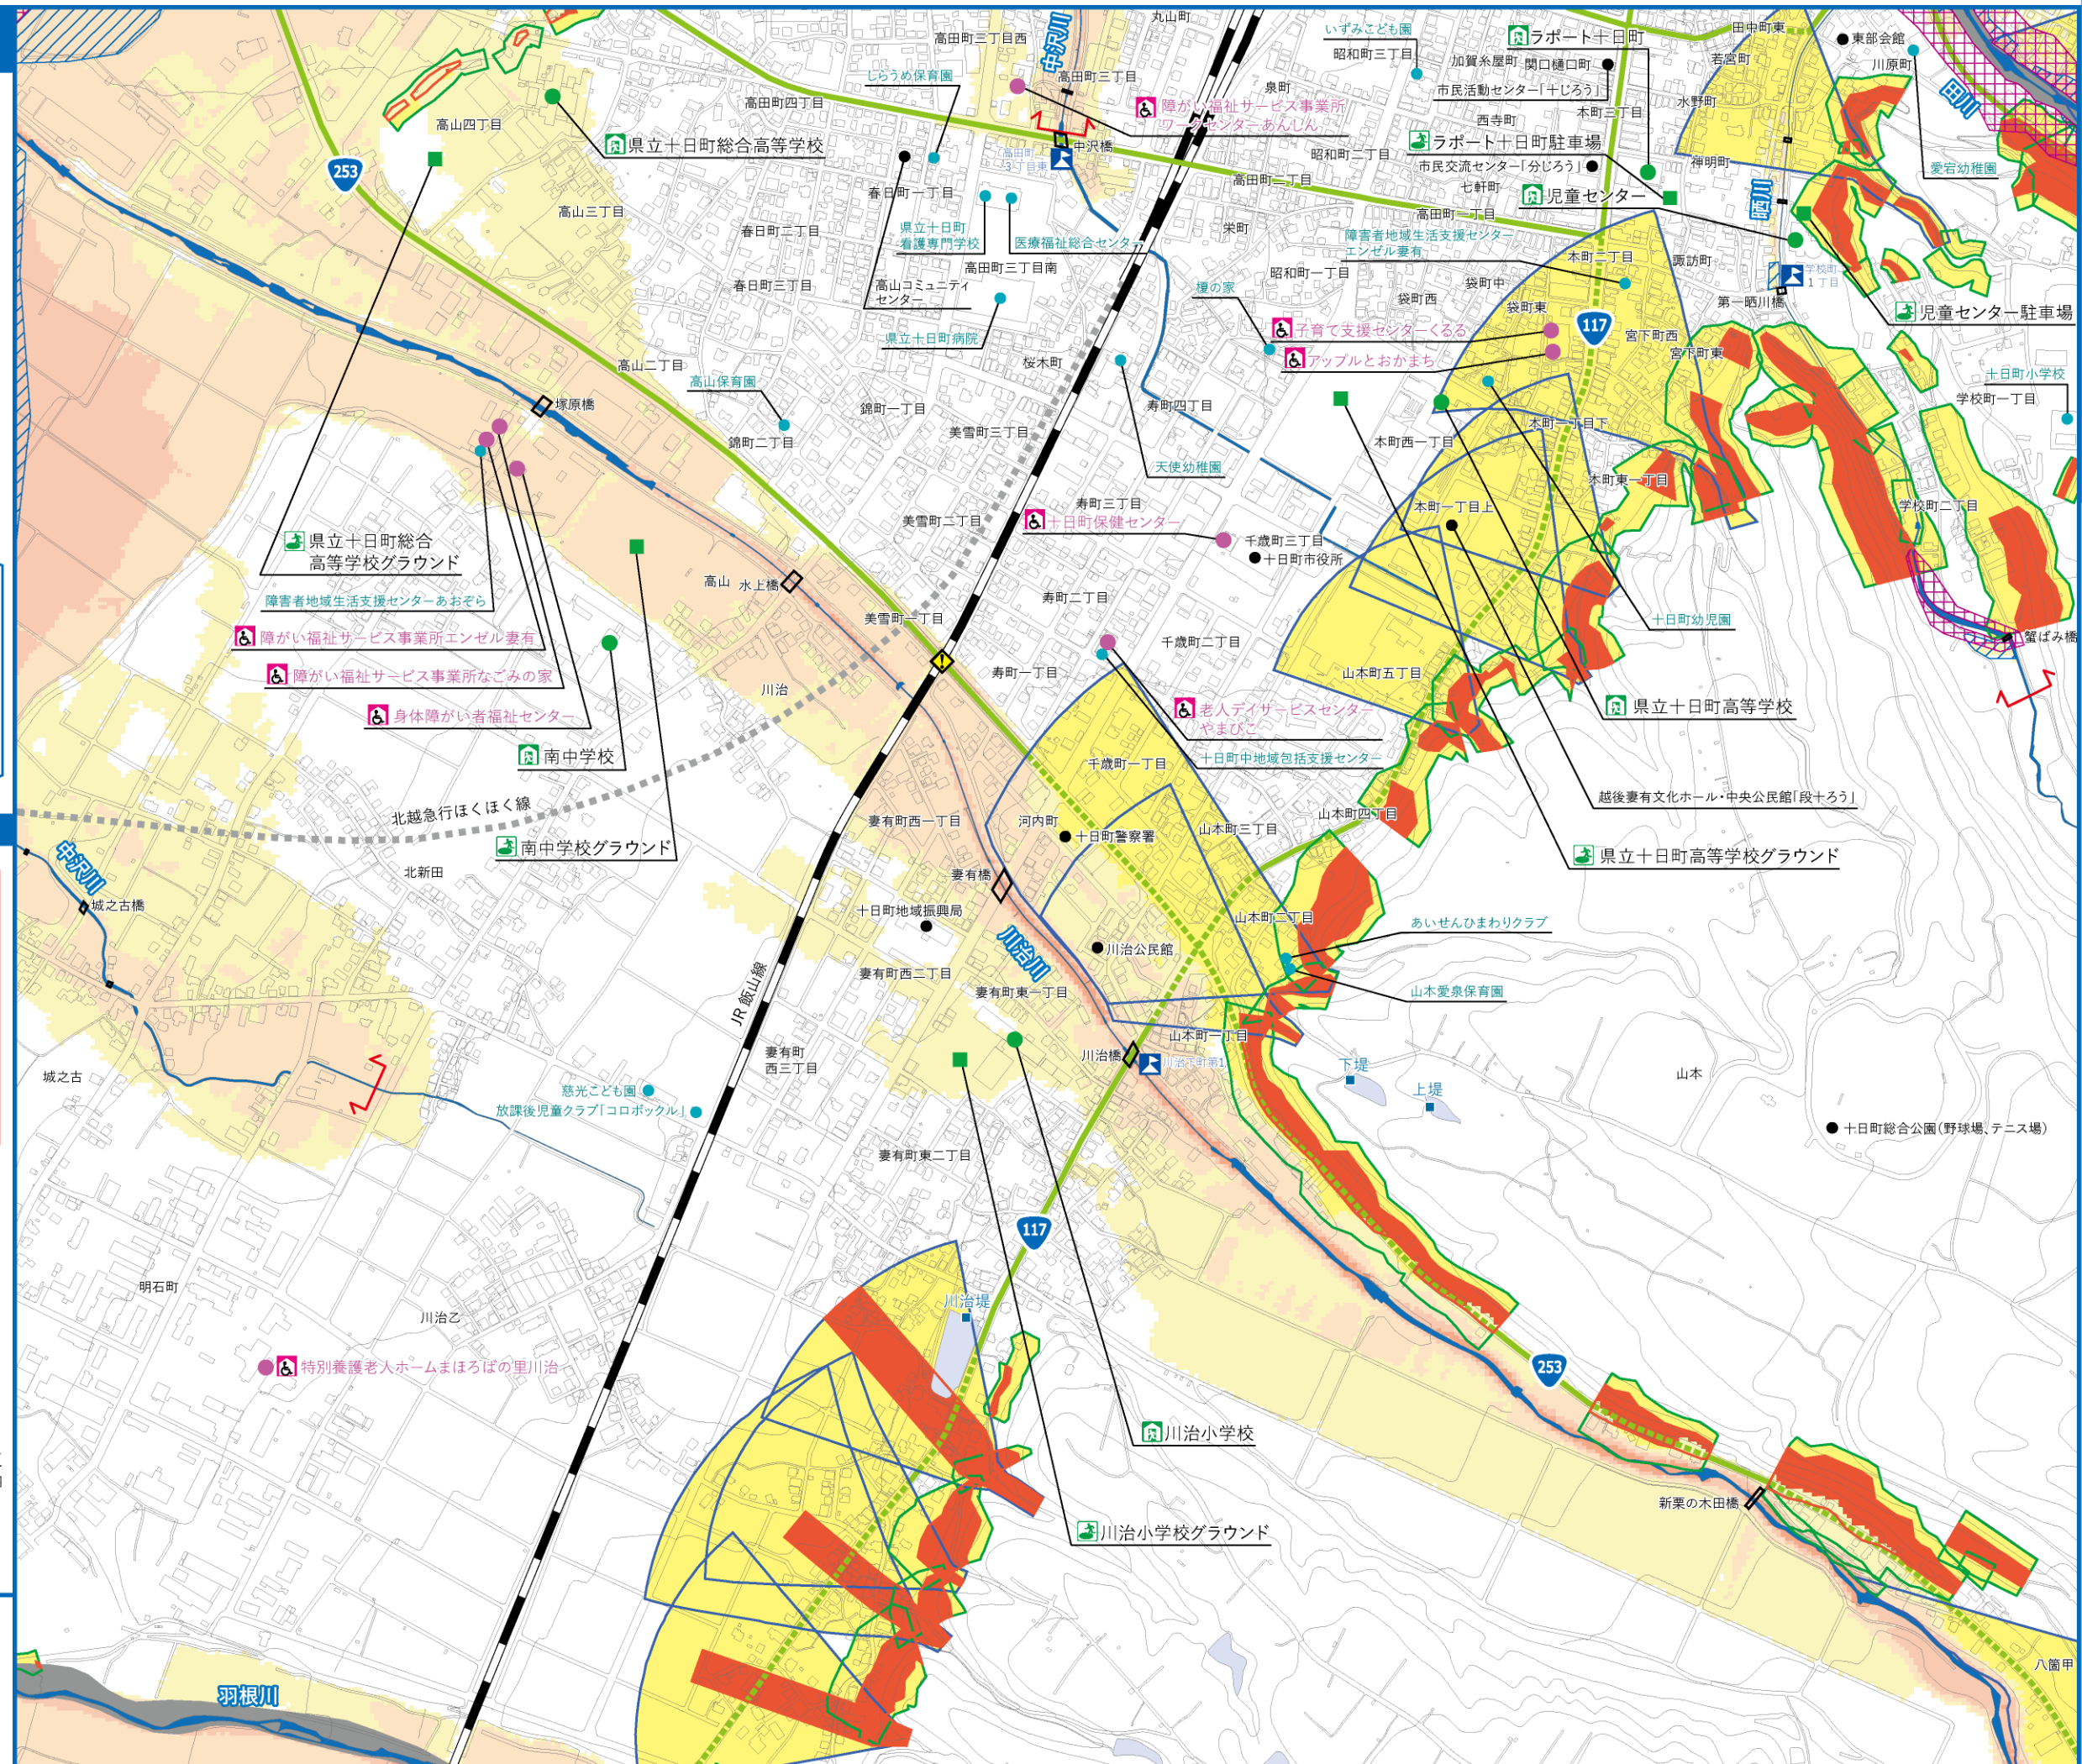 丸山町
高田町三丁目西
中沢川
いずみこども園
昭和町三丁目
ラポート十日町
田中町東
東部会館
若宮町
川原町
加賀糸屋町
関口樋口町
しらうめ保育園
高田町三丁目
泉町
市民活動センター「十じろう」
水野町
田川
高田町四丁目
障がい福祉サービス事業所
ワークセンターあんしん
西寺町
本町三丁目
高山四丁目
県立十日町総合高等学校
高田町
3丁目東
中沢橋
昭和町二丁目
ラポート十日町駐車場
市民交流センター「分じろう」
神明町
愛宕幼稚園
253
春日町一丁目
高田町二丁目
七軒町
児童センター
晒川
高山三丁目
春日町二丁目
県立十日町
看護専門学校
医療福祉総合センター
栄町
高田町一丁目
障害者地域生活支援センター
エンゼル妻有
本町二丁目
諏訪町
高田町三丁目南
昭和町一丁目
学校町
1丁目
春日町三丁目
高山コミュニティ
センター
榎の家
袋町西
袋町中
袋町東
第一晒川橋
児童センター駐車場
県立十日町病院
子育て支援センターくるる
117
宮下町西
宮下町東
高山二丁目
桜木町
アップルとおかまち
十日町小学校
学校町一丁目
高山保育園
塚原橋
錦町一丁目
寿町四丁目
錦町二丁目
美雪町三丁目
本町西一丁目
本町一丁目下
天使幼稚園
本町東一丁目
寿町三丁目
本町一丁目上
学校町二丁目
美雪町二丁目
十日町保健センター
県立十日町総合
高等学校グラウンド
千歳町三丁目
十日町市役所
高山
水上橋
障害者地域生活支援センターあおぞら
寿町二丁目
美雪町一丁目
十日町幼児園
障がい福祉サービス事業所エンゼル妻有
千歳町二丁目
蟹ばみ橋
障がい福祉サービス事業所なごみの家
寿町一丁目
山本町五丁目
川治
身体障がい者福祉センター
老人デイサービスセンター
やまびこ
県立十日町高等学校
南中学校
千歳町一丁目
十日町中地域包括支援センター
北越急行ほくほく線
越後妻有文化ホール・中央公民館「段十ろう」
妻有町西一丁目
河内町
十日町警察署
山本町三丁目
山本町四丁目
南中学校グラウンド
県立十日町高等学校グラウンド
中沢川
北新田
妻有橋
城之古橋
十日町地域振興局
山本町二丁目
あいせんひまわりクラブ
川治川
川治公民館
妻有町西二丁目
妻有町東一丁目
山本愛泉保育園
JR飯山線
山本町一丁目
妻有町
西三丁目
川治橋
川治下町第1
下堤
城之古
山本
慈光こども園
上堤
放課後児童クラブ「コロボックル」
十日町総合公園(野球場、テニス場)
妻有町東二丁目
117
明石町
川治堤
川治乙
特別養護老人ホームまほろばの里川治
253
川治小学校
新栗の木田橋
川治小学校グラウンド
八箇甲
羽根川